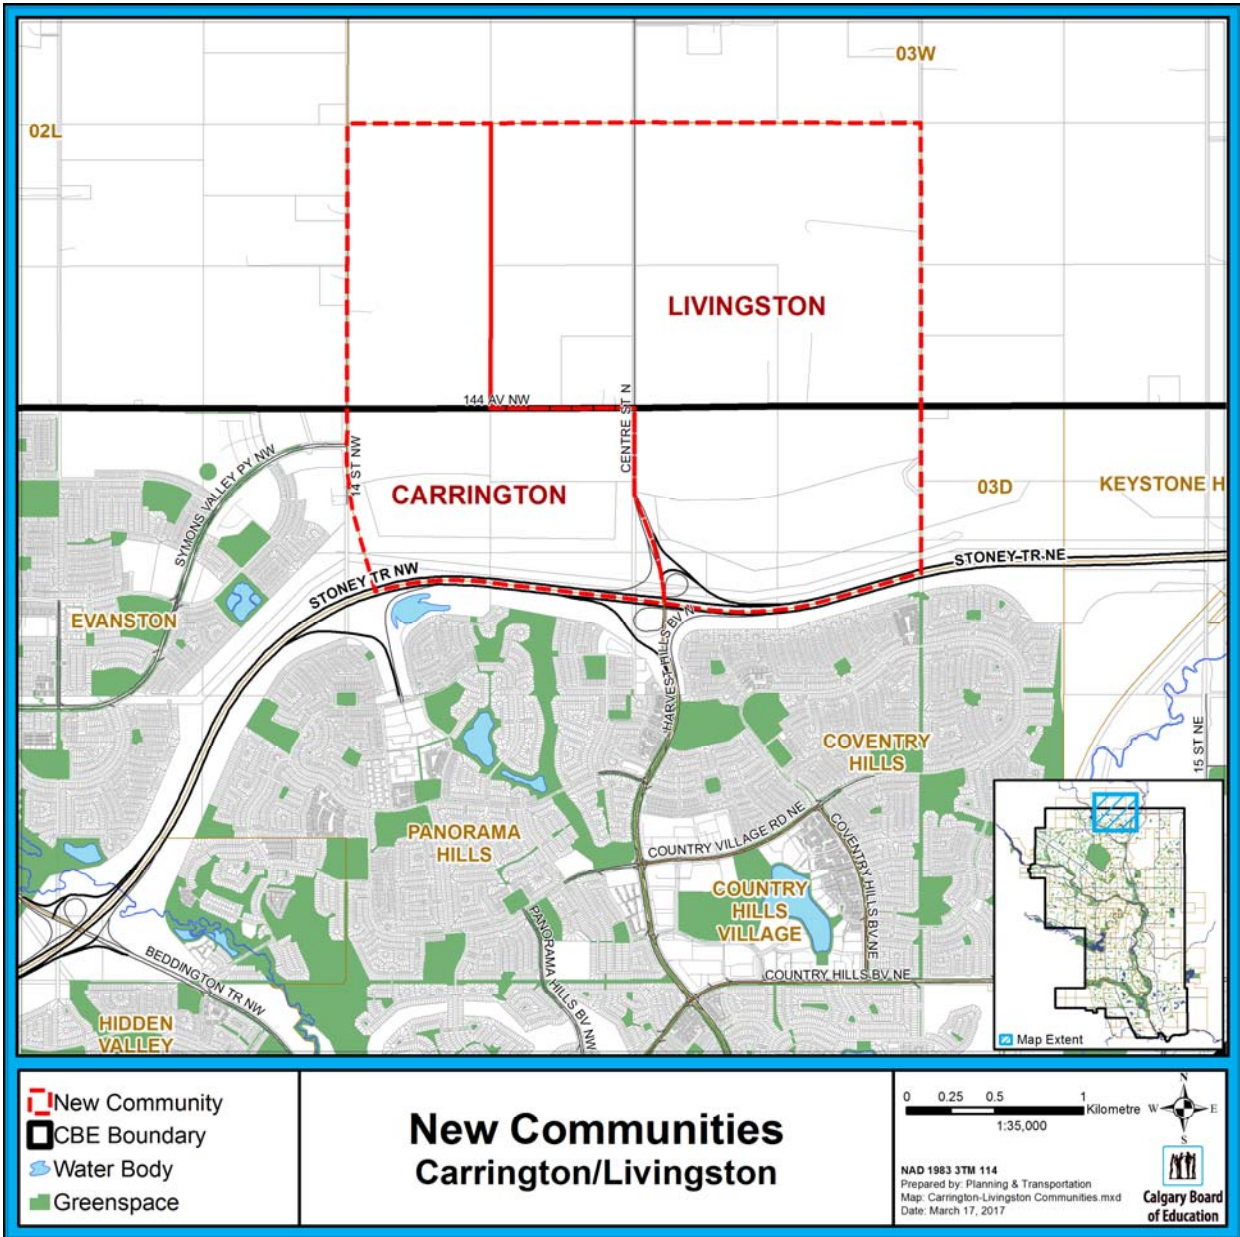 03W
02L
LIVINGSTON
144 AV NW
CENTRE ST N
14 ST NW
SYMONS VALLEY PY NW
CARRINGTON
03D
KEYSTONE H
STONEY TR NW
STONEY TR NE
EVANSTON
HARVEST HILLS BV N
15 ST NE
COVENTRY
HILLS
PANORAMA
HILLS
COUNTRY VILLAGE RD NE
COVENTRY HILLS BV NE
COUNTRY
HILLS
VILLAGE
PANORAMA HILLS BV NW
BEDDINGTON TR NW
COUNTRY HILLS BV NE
HIDDEN
VALLEY
Map Extent
New Community
CBE Boundary
Water Body
Greenspace
New Communities
Carrington/Livingston
0 0.25 0.5 1
Kilometre
1:35,000
N
W E
S
NAD 1983 3TM 114
Prepared by: Planning & Transportation
Map: Carrington-Livingston Communities.mxd
Date: March 17, 2017
Calgary Board
of Education